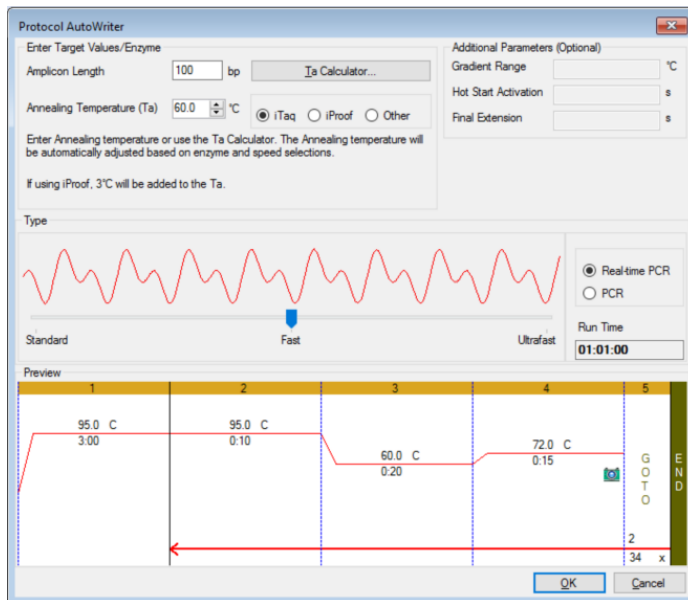 Protocol AutoWriter
Enter Target Values/Enzyme
Amplicon Length 100 bp Ta Calculator...
Annealing Temperature (Ta) 60.0 °C iTaq iProof Other
Enter Annealing temperature or use the Ta Calculator. The Annealing temperature will
be automatically adjusted based on enzyme and speed selections.
If using iProof, 3°C will be added to the Ta.
Additional Parameters (Optional)
Gradient Range °C
Hot Start Activation s
Final Extension s
Type
Standard Fast Ultrafast
Real-time PCR
PCR
Run Time
01:01:00
Preview
1 2 3 4 5
95.0 C
3:00
95.0 C
0:10
60.0 C
0:20
72.0 C
0:15
GOTO
2
34 x
END
OK Cancel